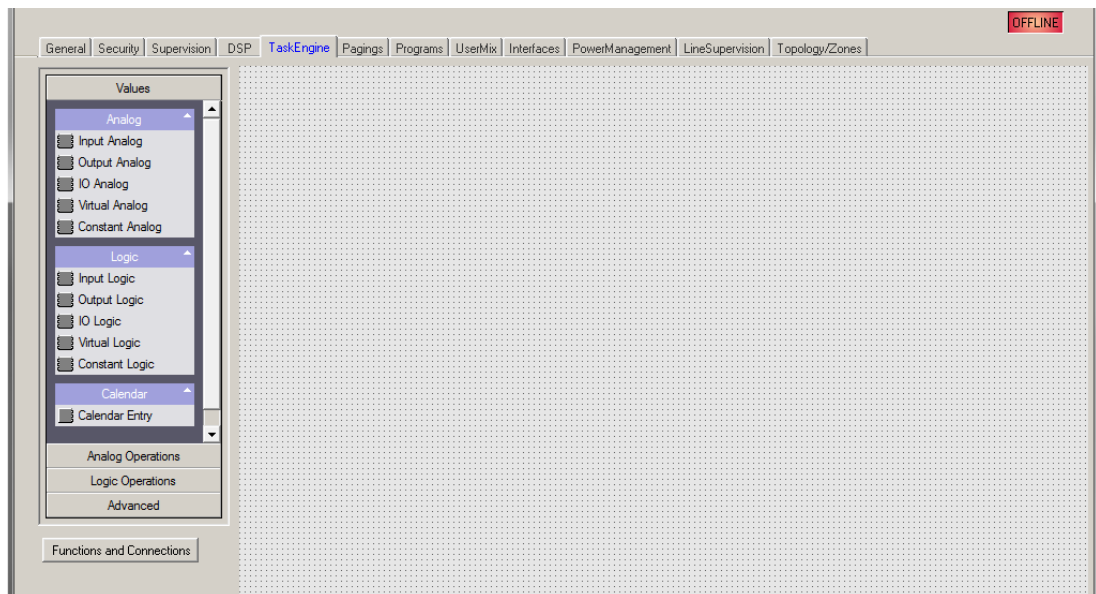 OFFLINE
General Security Supervision DSP TaskEngine Pagings Programs UserMix Interfaces PowerManagement LineSupervision Topology/Zones
Values
Analog
Input Analog
Output Analog
IO Analog
Virtual Analog
Constant Analog
Logic
Input Logic
Output Logic
IO Logic
Virtual Logic
Constant Logic
Calendar
Calendar Entry
Analog Operations
Logic Operations
Advanced
Functions and Connections